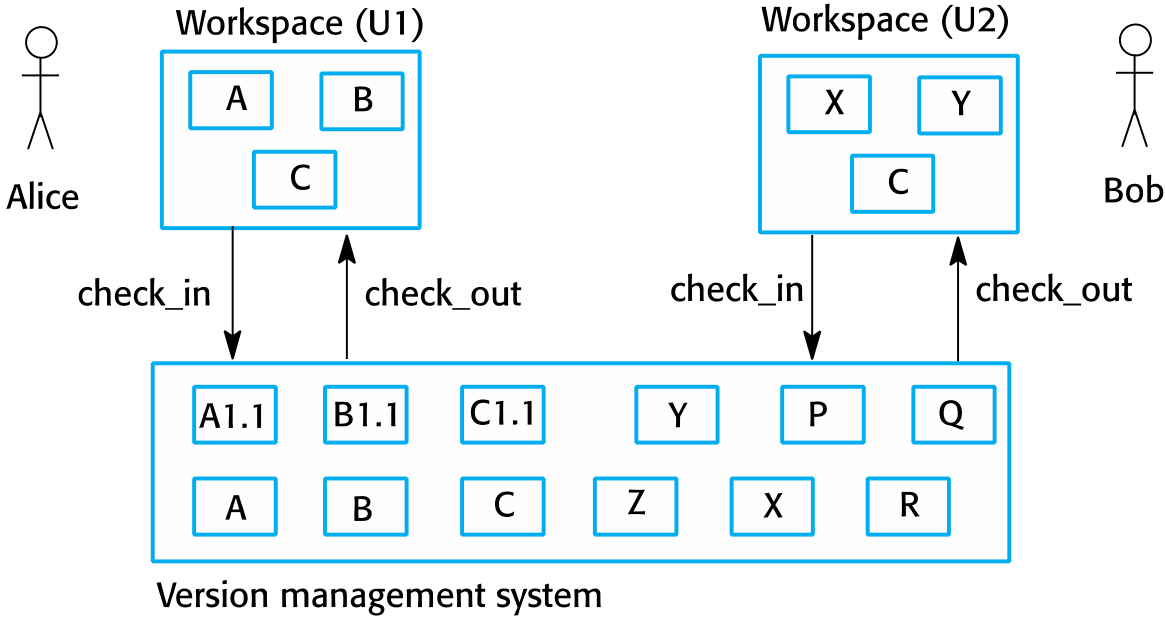 Workspace (U1)
Workspace (U2)
A
B
X
Y
C
C
Alice
Bob
check_in
check_out
check_in
check_out
A1.1
B1.1
C1.1
Y
P
Q
A
B
C
Z
X
R
Version management system